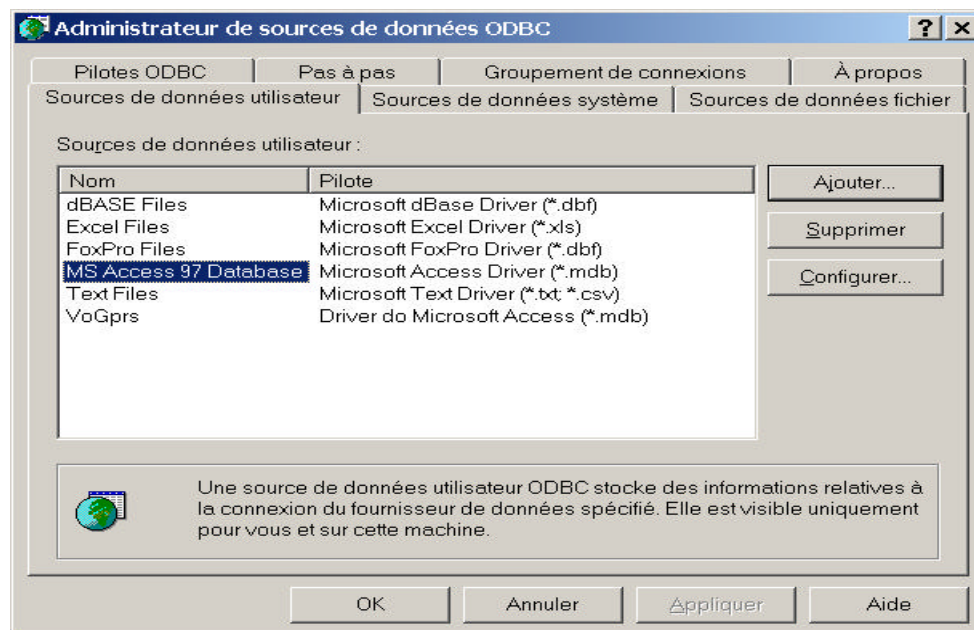 Administrateur de sources de données ODBC
Pilotes ODBC Pas à pas Groupement de connexions À propos
Sources de données utilisateur Sources de données système Sources de données fichier
Sources de données utilisateur :
Nom Pilote
dBASE Files Microsoft dBase Driver (*.dbf)
Excel Files Microsoft Excel Driver (*.xls)
FoxPro Files Microsoft FoxPro Driver (*.dbf)
MS Access 97 Database Microsoft Access Driver (*.mdb)
Text Files Microsoft Text Driver (*.txt; *.csv)
VoGprs Driver do Microsoft Access (*.mdb)
Ajouter...
Supprimer
Configurer...
Une source de données utilisateur ODBC stocke des informations relatives à
la connexion du fournisseur de données spécifié. Elle est visible uniquement
pour vous et sur cette machine.
OK Annuler Appliquer Aide